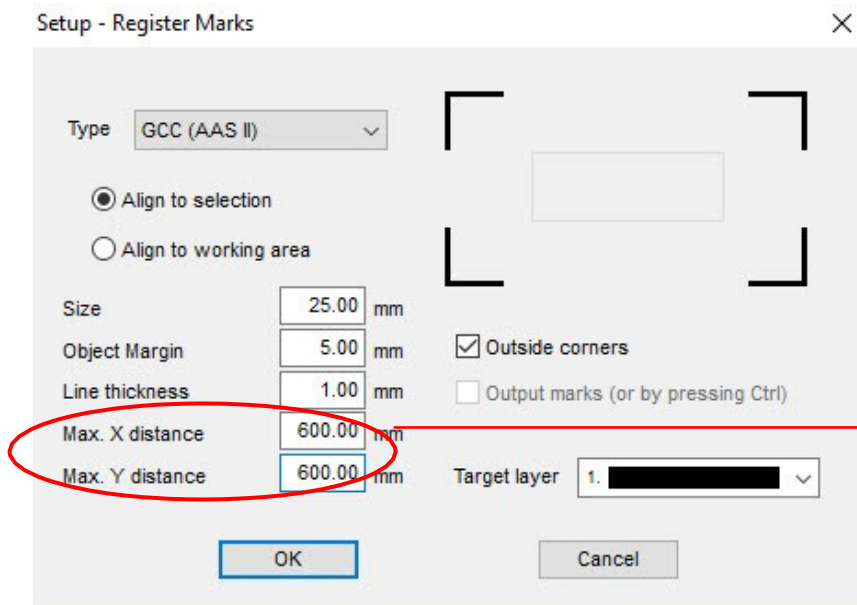 Setup - Register Marks
Type GCC (AAS II)
Align to selection
Align to working area
Size 25.00 mm
Object Margin 5.00 mm
Outside corners
Line thickness 1.00 mm
Output marks (or by pressing Ctrl)
Max. X distance 600.00 mm
Max. Y distance 600.00 mm
Target layer 1.
OK Cancel